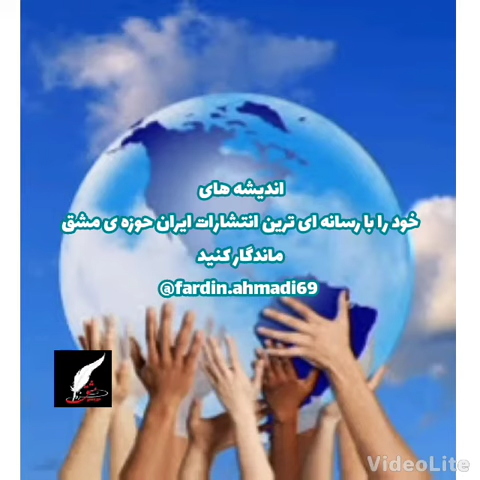 اندیشه های
خود را با رسانه ای ترین انتشارات ایران حوزه ی مشق
ماندگار کنید
@fardin.ahmadi69
VideoLite